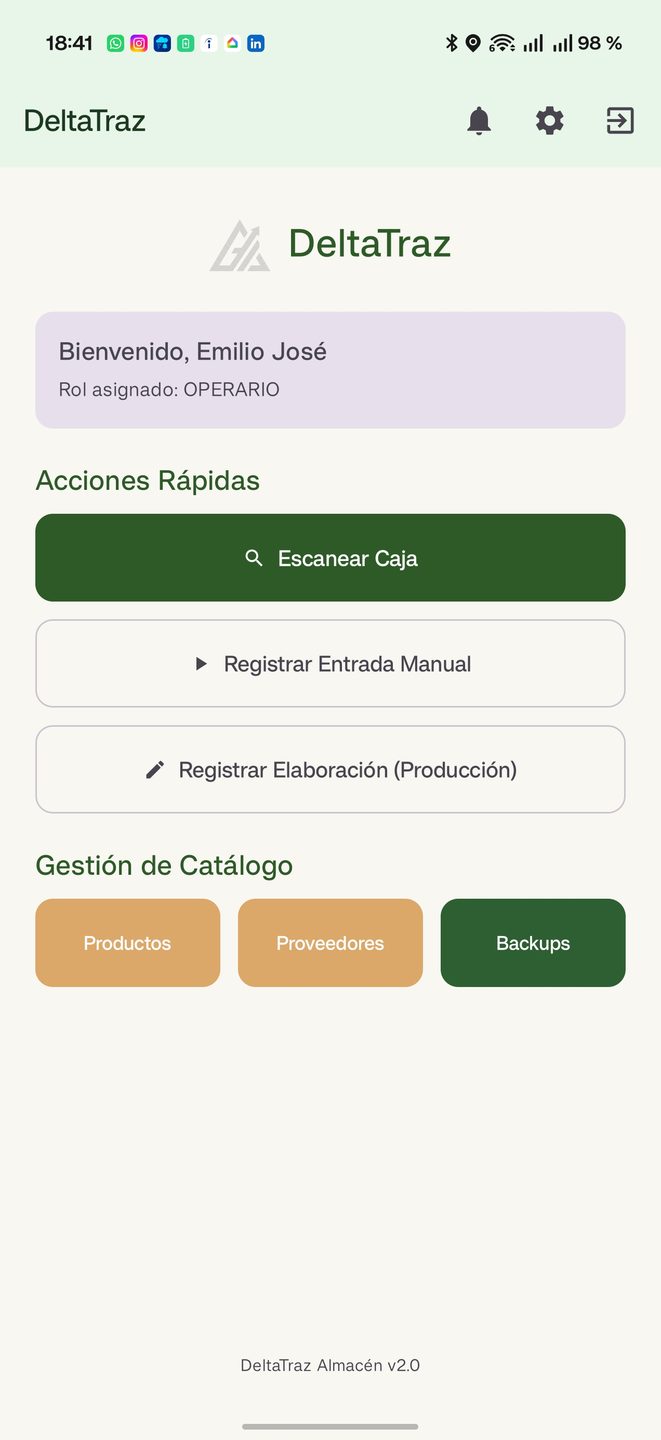 18:41
98 %
DeltaTraz
DeltaTraz
Bienvenido, Emilio José
Rol asignado: OPERARIO
Acciones Rápidas
Escanear Caja
Registrar Entrada Manual
Registrar Elaboración (Producción)
Gestión de Catálogo
Productos
Proveedores
Backups
DeltaTraz Almacén v2.0